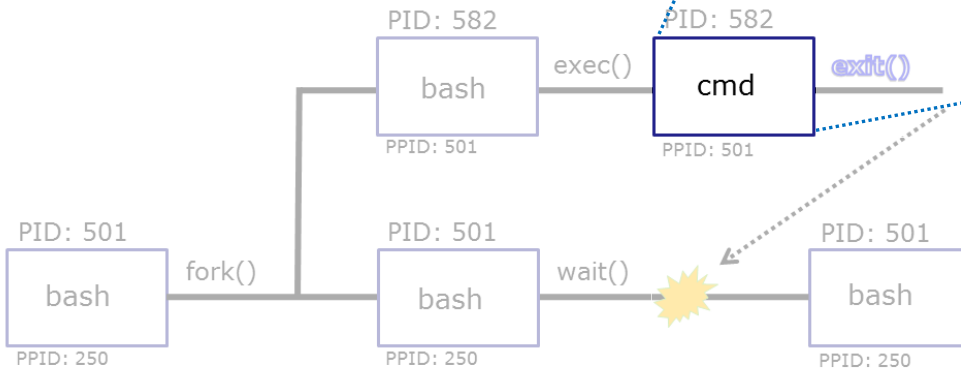 PID: 582
PID: 582
bash
exec()
cmd
exit()
PPID: 501
PPID: 501
PID: 501
PID: 501
PID: 501
bash
fork()
bash
wait()
bash
PPID: 250
PPID: 250
PPID: 250